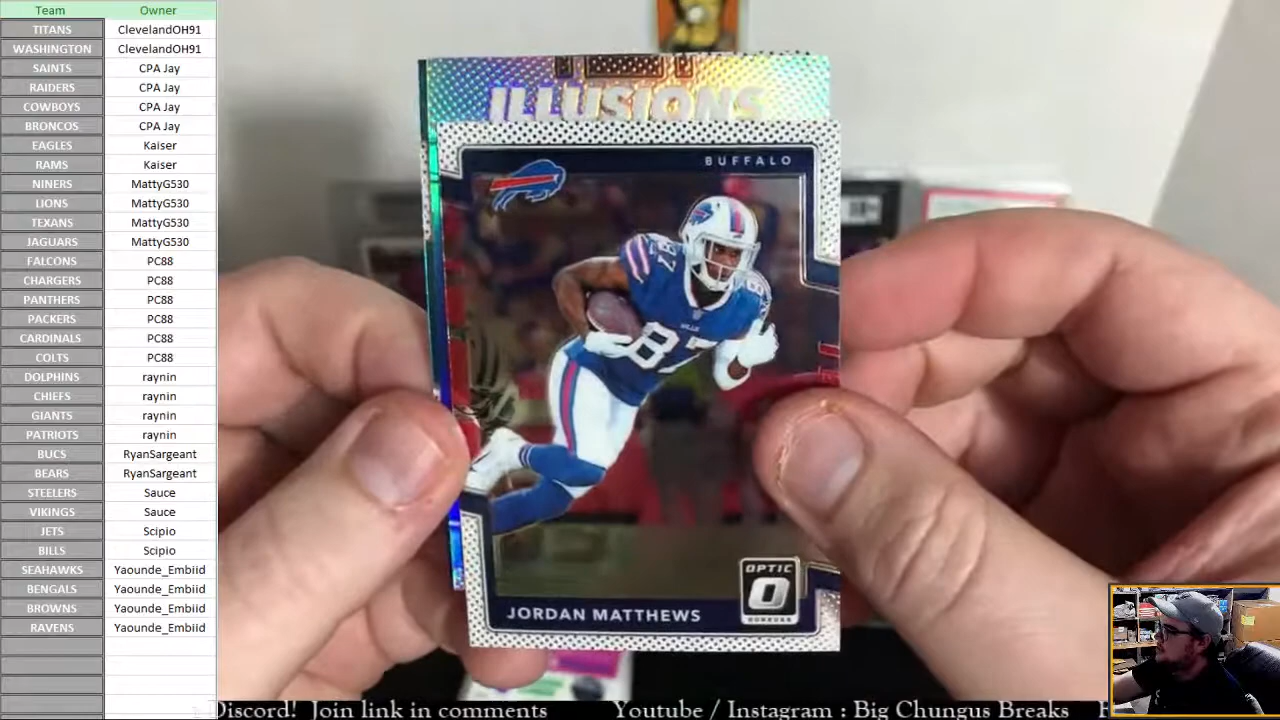 Team Owner
TITANS ClevelandOH91
WASHINGTON ClevelandOH91
SAINTS CPA Jay
RAIDERS CPA Jay
COWBOYS CPA Jay
BRONCOS CPA Jay
EAGLES Kaiser
RAMS Kaiser
NINERS MattyG530
LIONS MattyG530
TEXANS MattyG530
JAGUARS MattyG530
FALCONS PC88
CHARGERS PC88
PANTHERS PC88
PACKERS PC88
CARDINALS PC88
COLTS PC88
DOLPHINS raynin
CHIEFS raynin
GIANTS raynin
PATRIOTS raynin
BUCS RyanSargeant
BEARS RyanSargeant
STEELERS Sauce
VIKINGS Sauce
JETS Scipio
BILLS Scipio
SEAHAWKS Yaounde_Embiid
BENGALS Yaounde_Embiid
BROWNS Yaounde_Embiid
RAVENS Yaounde_Embiid
ILLUSIONS
BUFFALO
87
BILLS
87
OPTIC
O
DONRUSS
JORDAN MATTHEWS
Discord! Join link in comments Youtube / Instagram : Big Chungus Breaks